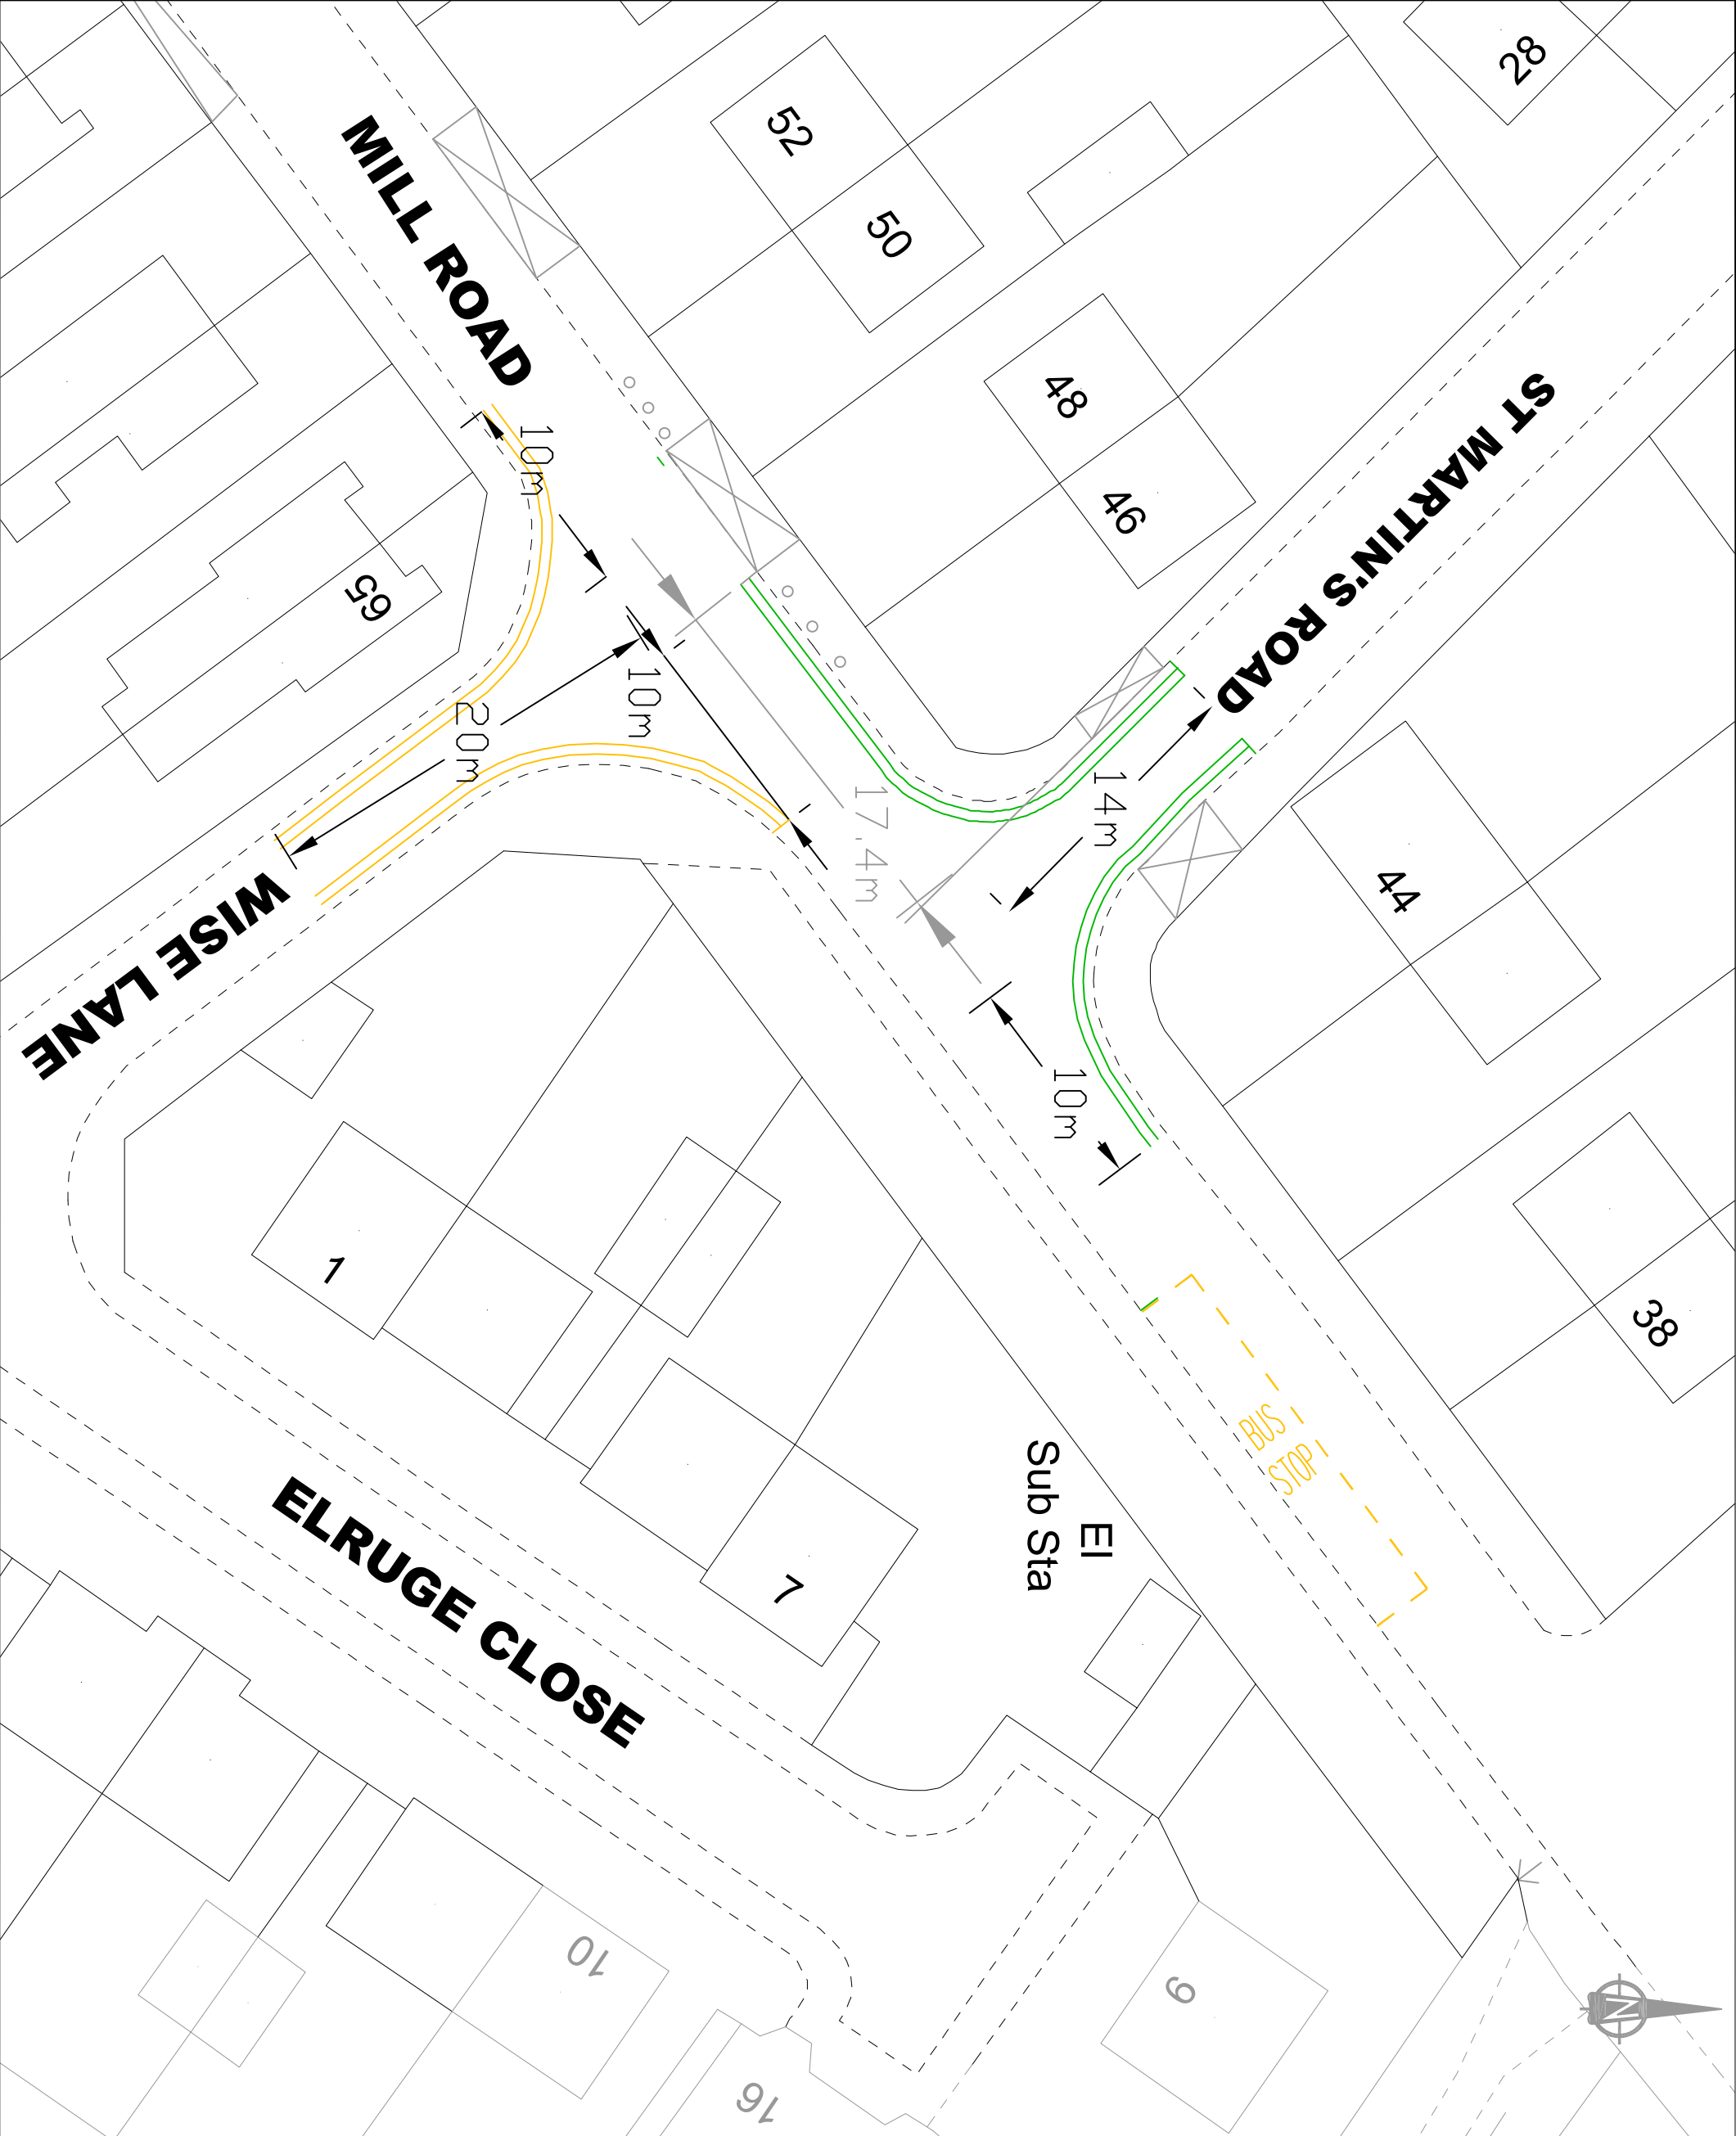 28
52
50
MILL ROAD
48
46
ST MARTIN'S ROAD
10m
65
10m
20m
14m
17.4m
44
WISE LANE
10m
1
38
BUS
STOP
El
Sub Sta
7
ELRUGE CLOSE
10
9
16
N